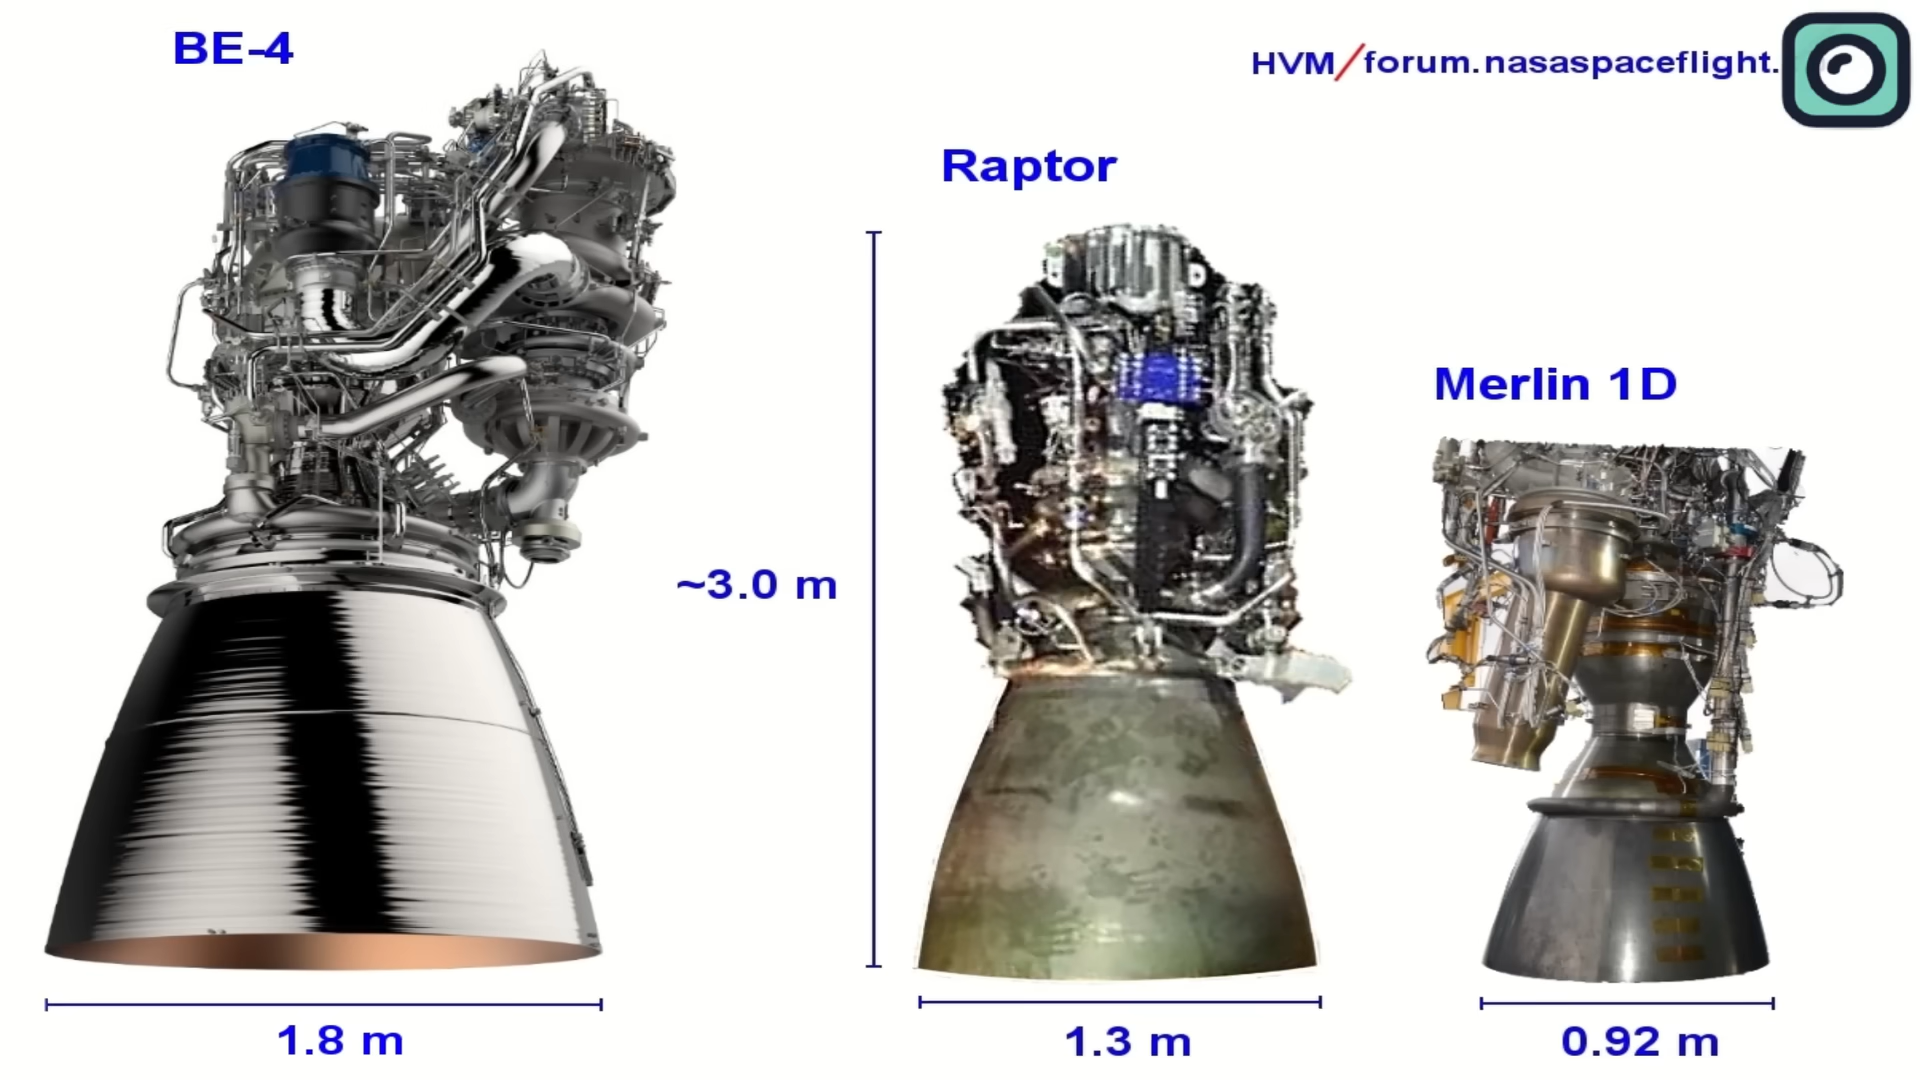 BE-4
HVM/forum.nasaspaceflight.
Raptor
Merlin 1D
~3.0 m
1.8 m
1.3 m
0.92 m